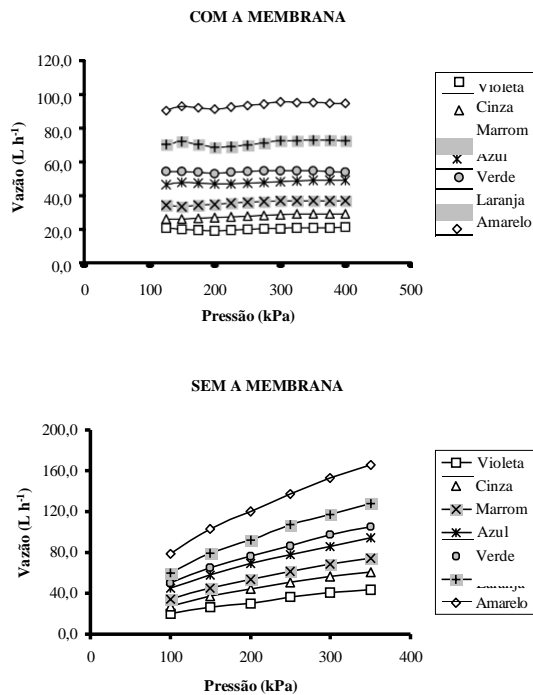 COM A MEMBRANA
120,0
100,0
80,0
60,0
40,0
20,0
0,0
0
100
200
300
400
500
Vazão (L h-1)
Pressão (kPa)
Violeta
Cinza
Marrom
Azul
Verde
Laranja
Amarelo
SEM A MEMBRANA
200,0
160,0
120,0
80,0
40,0
0,0
0
100
200
300
400
Vazão (L h-1)
Pressão (kPa)
Violeta
Cinza
Marrom
Azul
Verde
Laranja
Amarelo